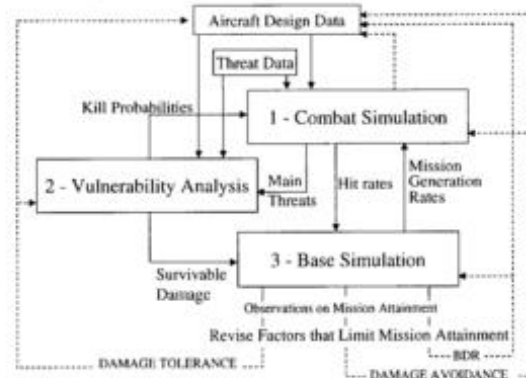 Aircraft Design Data
Threat Data
Kill Probabilities
1 - Combat Simulation
2 - Vulnerability Analysis
Main
Threats
Hit rates
Mission
Generation
Rates
3 - Base Simulation
Survivable
Damage
Observations on Mission Attainment
Revise Factors that Limit Mission Attainment
BDR
DAMAGE TOLERANCE
DAMAGE AVOIDANCE